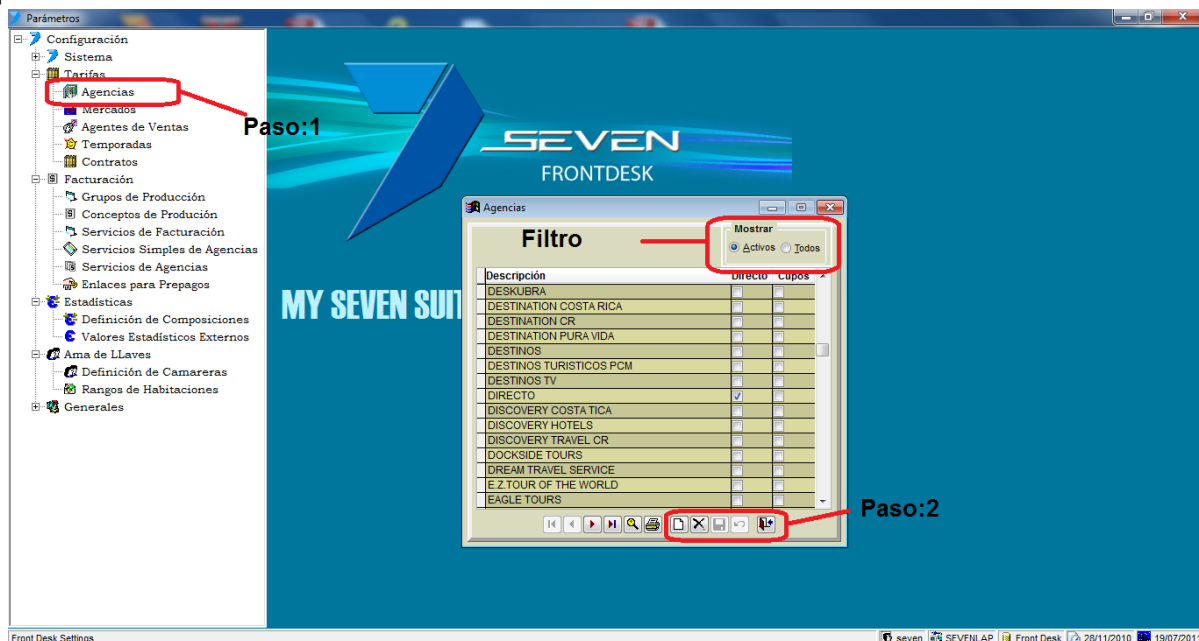 Parámetros
Configuración
Sistema
Tarifas
Agencias
Mercados
Paso:1
Agentes de Ventas
Temporadas
Contratos
Facturación
Grupos de Producción
Conceptos de Produción
Servicios de Facturación
Servicios Simples de Agencias
Servicios de Agencias
Enlaces para Prepagos
Estadísticas
Definición de Composiciones
Valores Estadísticos Externos
Ama de LLaves
Definición de Camareras
Rangos de Habitaciones
Generales
SEVEN
FRONTDESK
MY SEVEN SUIT
Agencias
Filtro
Mostrar
Activos Todos
Descripción Directo Cupos
DESKUBRA
DESTINATION COSTA RICA
DESTINATION CR
DESTINATION PURA VIDA
DESTINOS
DESTINOS TURISTICOS PCM
DESTINOS TV
DIRECTO
DISCOVERY COSTA TICA
DISCOVERY HOTELS
DISCOVERY TRAVEL CR
DOCKSIDE TOURS
DREAM TRAVEL SERVICE
E.Z.TOUR OF THE WORLD
EAGLE TOURS
Paso:2
Front Desk Settings seven SEVENLAP Front Desk 28/11/2010 19/07/201